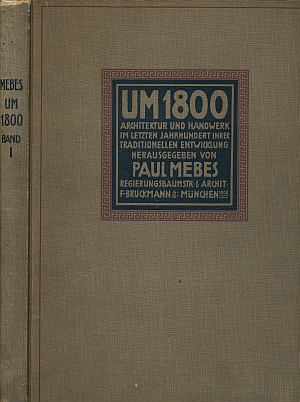 MEBES
UM
1800
BAND
I
UM 1800
ARCHITEKTUR UND HANDWERK
IM LETZTEN JAHRHUNDERT IHRER
TRADITIONELLEN ENTWICKLUNG
HERAUSGEGEBEN VON
PAUL MEBES
REGIERUNGSBAUMSTR· & ARCHIT·
F·BRUCKMANN A·G· MÜNCHEN